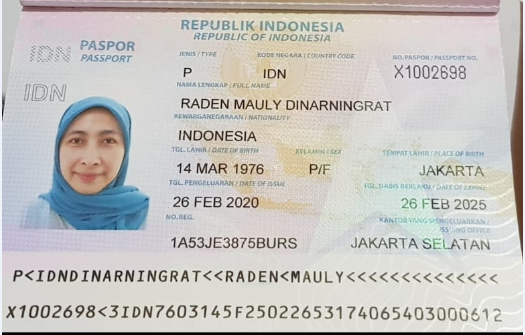 REPUBLIK INDONESIA
REPUBLIC OF INDONESIA
IDN PASPOR
PASSPORT
IDN
JENIS / TYPE KODE NEGARA / COUNTRY CODE NO. PASPOR / PASSPORT NO.
P IDN X1002698
NAMA LENGKAP / FULL NAME
RADEN MAULY DINARNINGRAT
KEWARGANEGARAAN / NATIONALITY
INDONESIA
TGL. LAHIR / DATE OF BIRTH KELAMIN / SEX TEMPAT LAHIR / PLACE OF BIRTH
14 MAR 1976 P/F JAKARTA
TGL. PENGELUARAN / DATE OF ISSUE TGL. HABIS BERLAKU / DATE OF EXPIRY
26 FEB 2020 26 FEB 2025
NO. REG. KANTOR YANG MENGELUARKAN /
ISSUING OFFICE
1A53JE3875BURS JAKARTA SELATAN
P<IDNDINARNINGRAT<<RADEN<MAULY<<<<<<<<<<<<<<
X1002698<3IDN7603145F2502265317406540300​0612